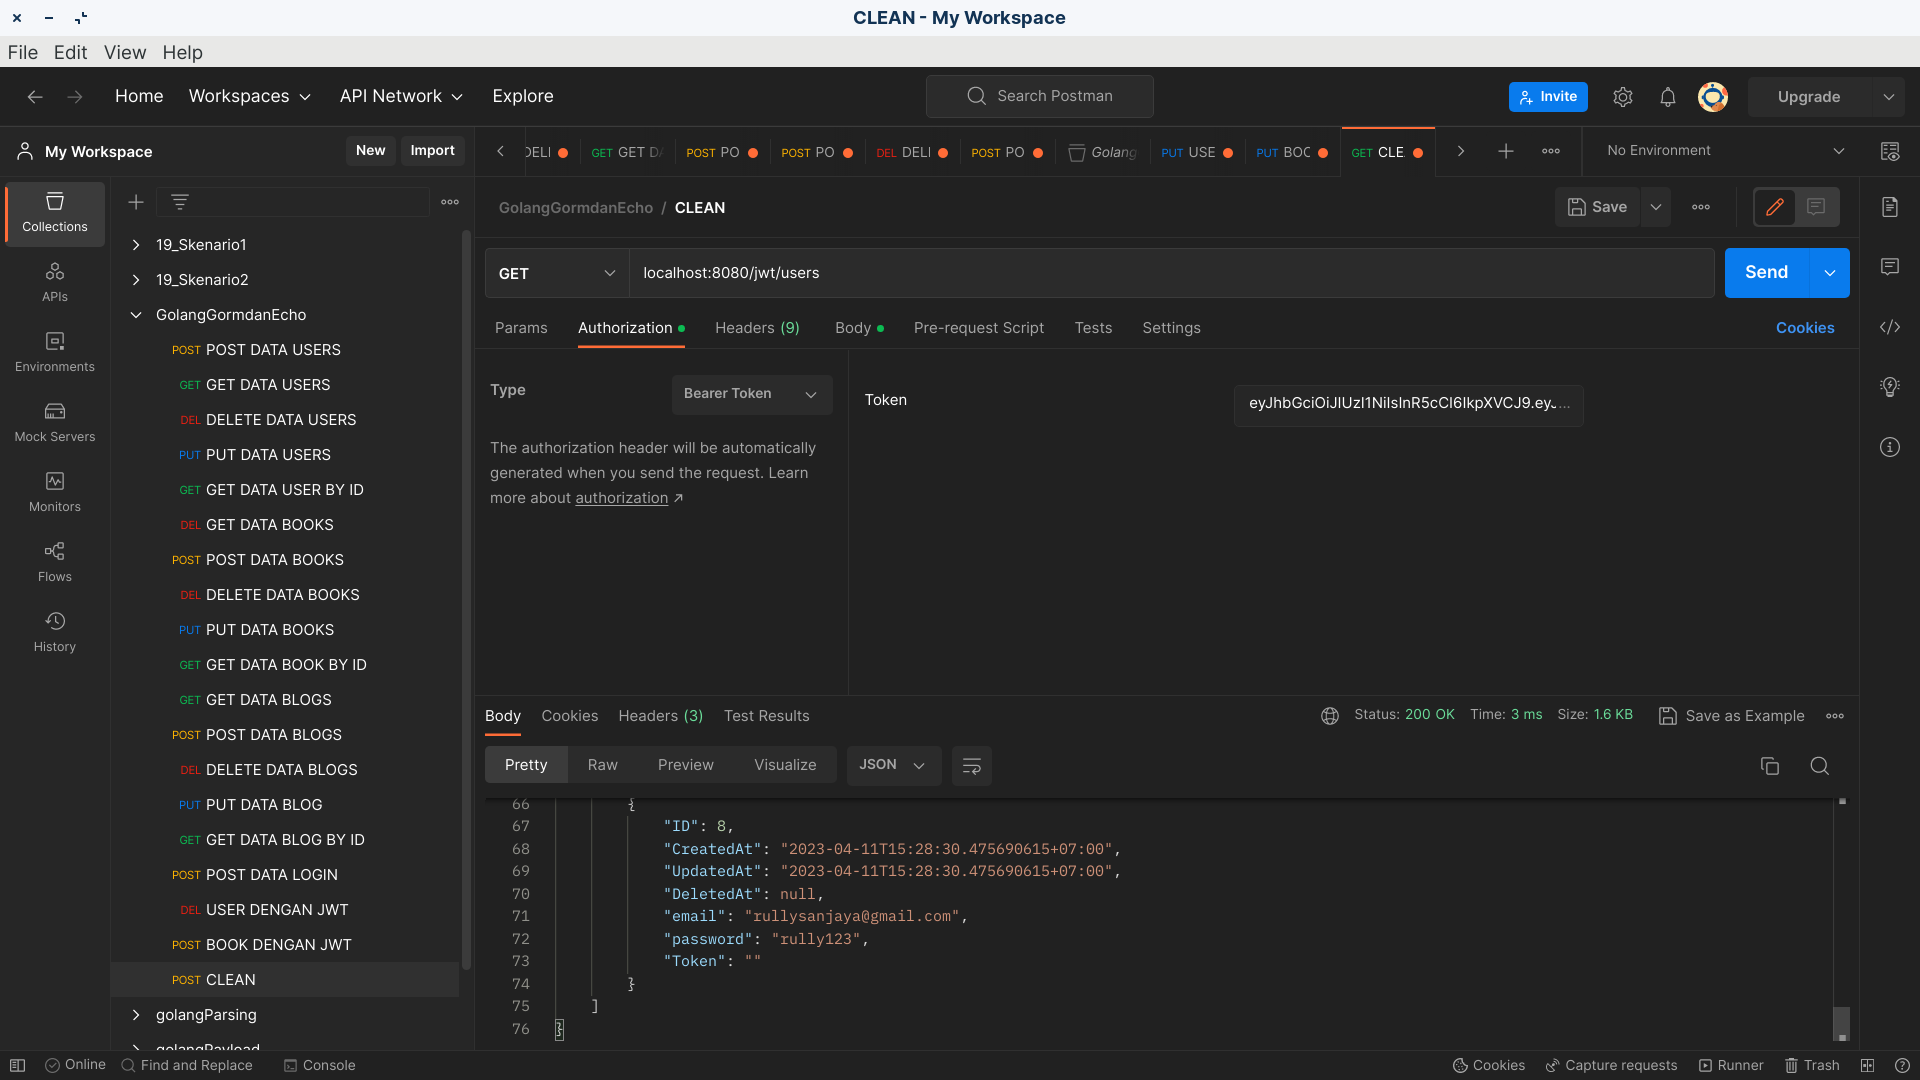 CLEAN - My Workspace
File Edit View Help
Home Workspaces API Network Explore
Search Postman
Invite
Upgrade
My Workspace
New Import
DELI GET GET DA POST PO POST PO DEL DELI POST PO Golang PUT USE PUT BOC GET CLE.
No Environment
Collections
APIs
Environments
Mock Servers
Monitors
Flows
History
19_Skenario1
19_Skenario2
GolangGormdanEcho
POST POST DATA USERS
GET GET DATA USERS
DEL DELETE DATA USERS
PUT PUT DATA USERS
GET GET DATA USER BY ID
DEL GET DATA BOOKS
POST POST DATA BOOKS
DEL DELETE DATA BOOKS
PUT PUT DATA BOOKS
GET GET DATA BOOK BY ID
GET GET DATA BLOGS
POST POST DATA BLOGS
DEL DELETE DATA BLOGS
PUT PUT DATA BLOG
GET GET DATA BLOG BY ID
POST POST DATA LOGIN
DEL USER DENGAN JWT
POST BOOK DENGAN JWT
POST CLEAN
golangParsing
golangPayload
GolangGormdanEcho / CLEAN
Save
GET localhost:8080/jwt/users
Send
Params Authorization Headers (9) Body Pre-request Script Tests Settings
Cookies
Type Bearer Token
The authorization header will be automatically
generated when you send the request. Learn
more about authorization ↗
Token eyJhbGciOiJIUzI1NiIsInR5cCI6IkpXVCJ9.eyJ...
Body Cookies Headers (3) Test Results
Status: 200 OK Time: 3 ms Size: 1.6 KB
Save as Example
Pretty Raw Preview Visualize JSON
66 {
67 "ID": 8,
68 "CreatedAt": "2023-04-11T15:28:30.475690615+07:00",
69 "UpdatedAt": "2023-04-11T15:28:30.475690615+07:00",
70 "DeletedAt": null,
71 "email": "rullysanjaya@gmail.com",
72 "password": "rully123",
73 "Token": ""
74 }
75 ]
76 }
Online Find and Replace Console
Cookies Capture requests Runner Trash